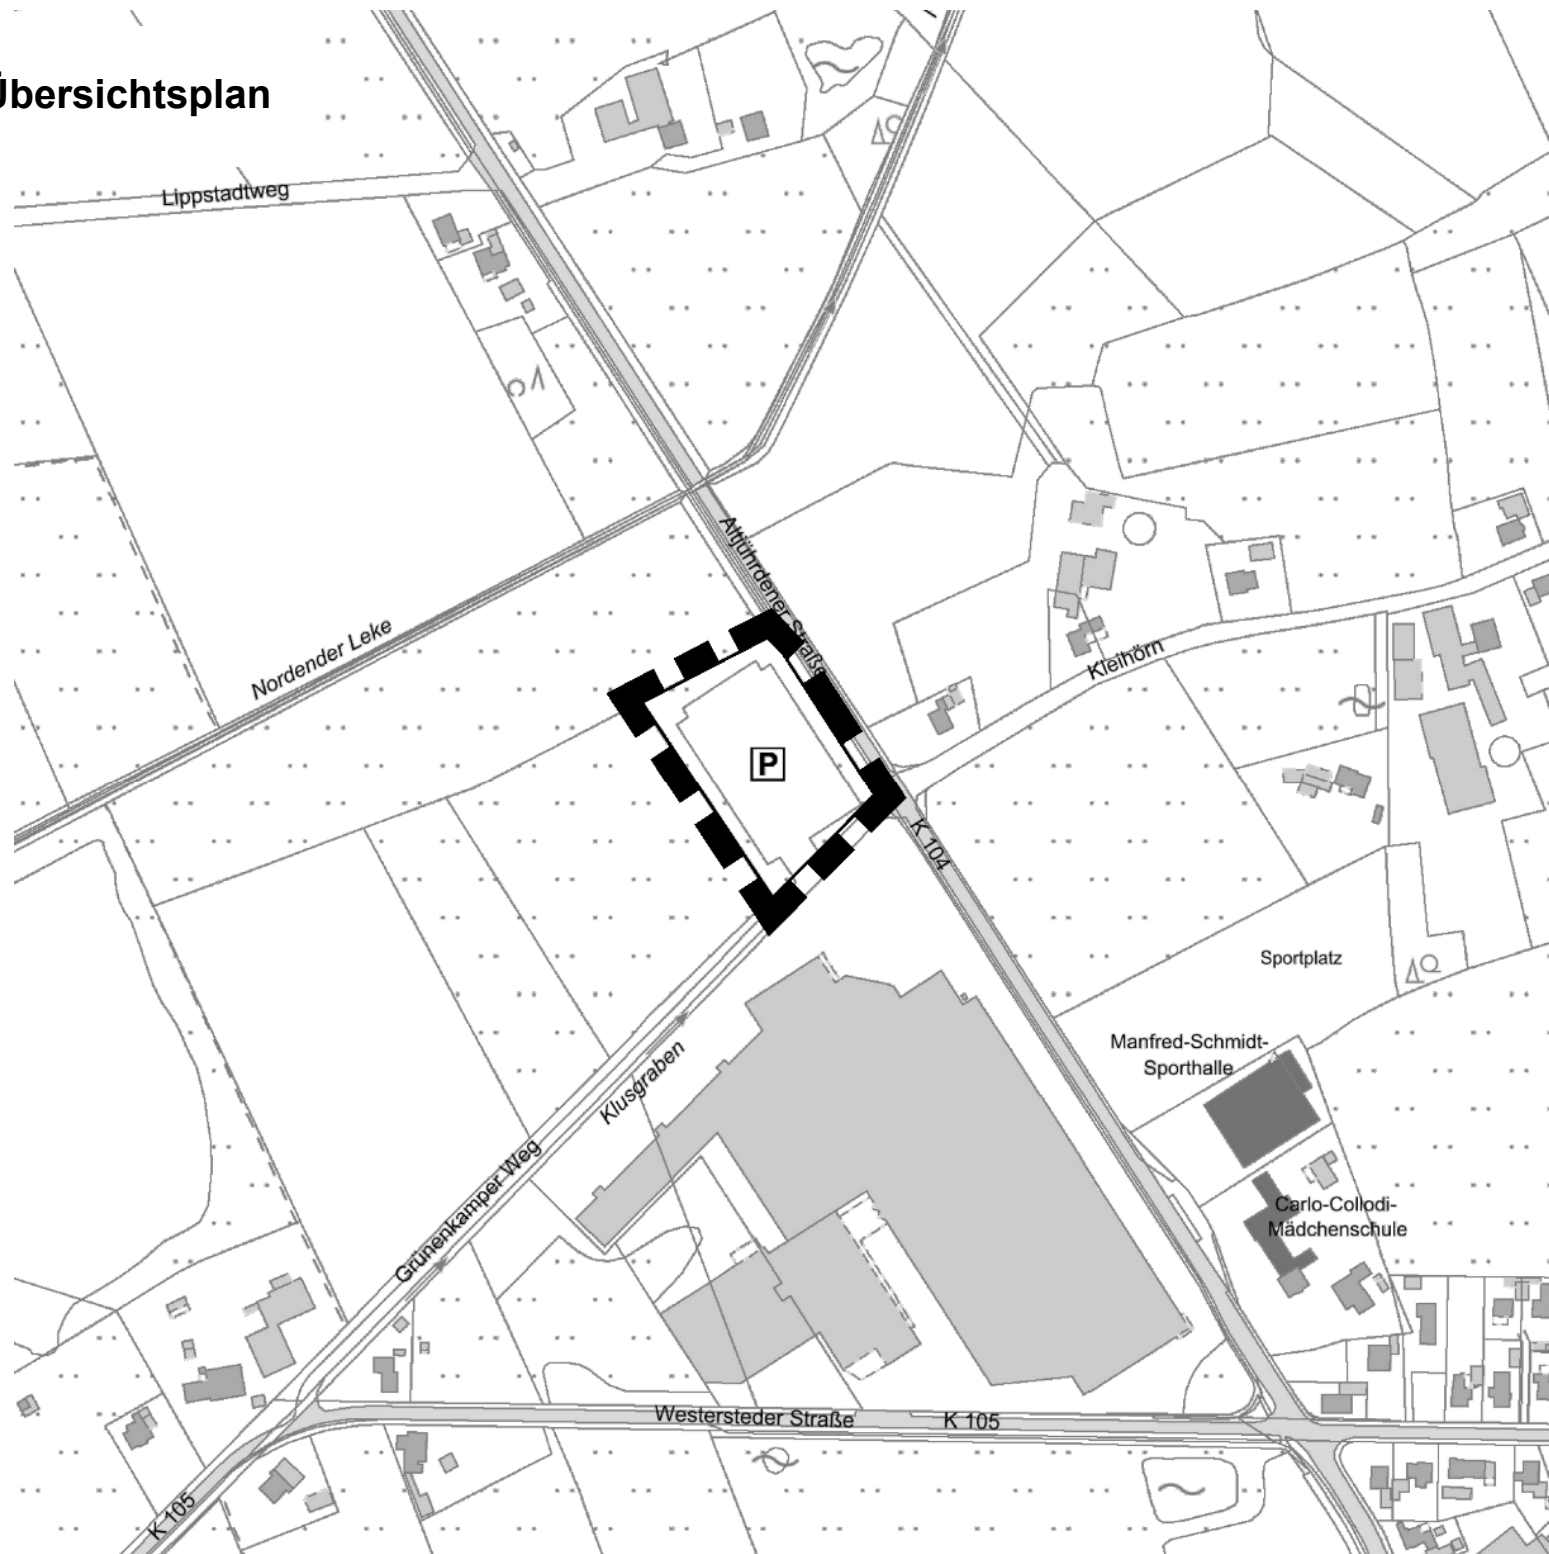 Übersichtsplan
Lippstadtweg
Altjührdener Straße
Nordender Leke
Kleihörn
P
K 104
Sportplatz
Manfred-Schmidt-
Sporthalle
Klusgraben
Grünenkamper Weg
Carlo-Collodi-
Mädchenschule
Westersteder Straße
K 105
K 105